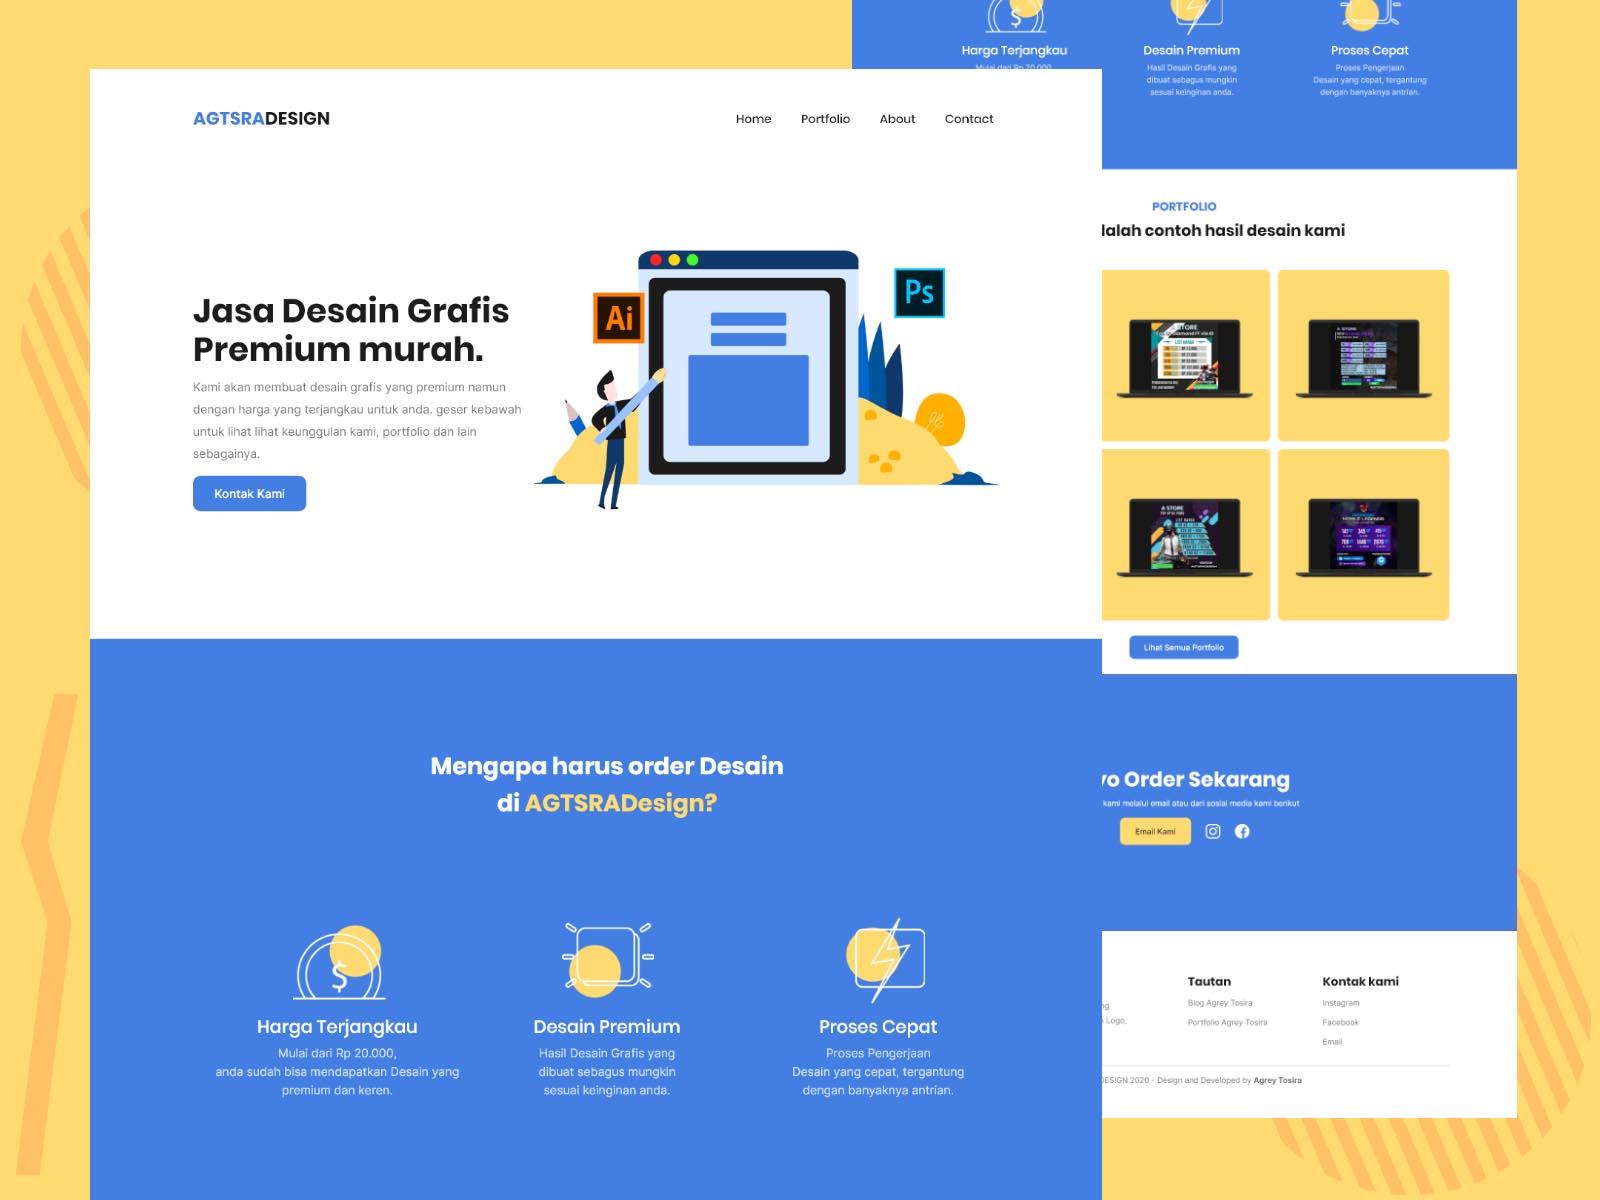 AGTSRADESIGN
Home Portfolio About Contact
Jasa Desain Grafis
Premium murah.
Kami akan membuat desain grafis yang premium namun
dengan harga yang terjangkau untuk anda. geser kebawah
untuk lihat lihat keunggulan kami, portfolio dan lain
sebagainya.
Kontak Kami
Ai
Ps
Mengapa harus order Desain
di AGTSRADesign?
Harga Terjangkau
Mulai dari Rp 20.000,
anda sudah bisa mendapatkan Desain yang
premium dan keren.
Desain Premium
Hasil Desain Grafis yang
dibuat sebagus mungkin
sesuai keinginan anda.
Proses Cepat
Proses Pengerjaan
Desain yang cepat, tergantung
dengan banyaknya antrian.
Harga Terjangkau
Mulai dari Rp 20.000
Desain Premium
Hasil Desain Grafis yang
dibuat sebagus mungkin
sesuai keinginan anda.
Proses Cepat
Proses Pengerjaan
Desain yang cepat, tergantung
dengan banyaknya antrian.
PORTFOLIO
contoh hasil desain kami
A STORE
A STORE
LIST HARGA
Lihat Semua Portfolio
Order Sekarang
kami melalui email atau dari sosial media kami berikut
Email Kami
Logo,
Tautan
Blog Agrey Tosira
Portfolio Agrey Tosira
Kontak kami
Instagram
Facebook
Email
DESIGN 2020 - Design and Developed by Agrey Tosira